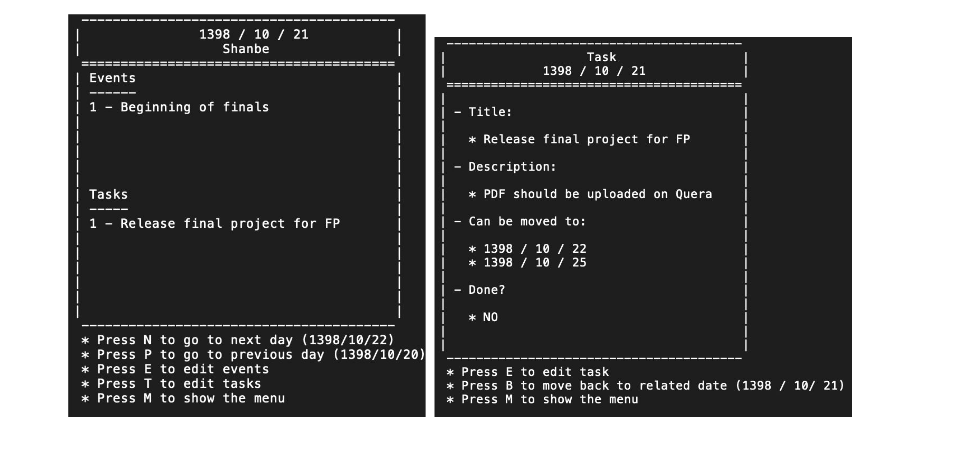 1398 / 10 / 21
Shanbe
Events
------
1 - Beginning of finals
Tasks
-----
1 - Release final project for FP
* Press N to go to next day (1398/10/22)
* Press P to go to previous day (1398/10/20)
* Press E to edit events
* Press T to edit tasks
* Press M to show the menu
Task
1398 / 10 / 21
- Title:
* Release final project for FP
- Description:
* PDF should be uploaded on Quera
- Can be moved to:
* 1398 / 10 / 22
* 1398 / 10 / 25
- Done?
* NO
* Press E to edit task
* Press B to move back to related date (1398 / 10/ 21)
* Press M to show the menu